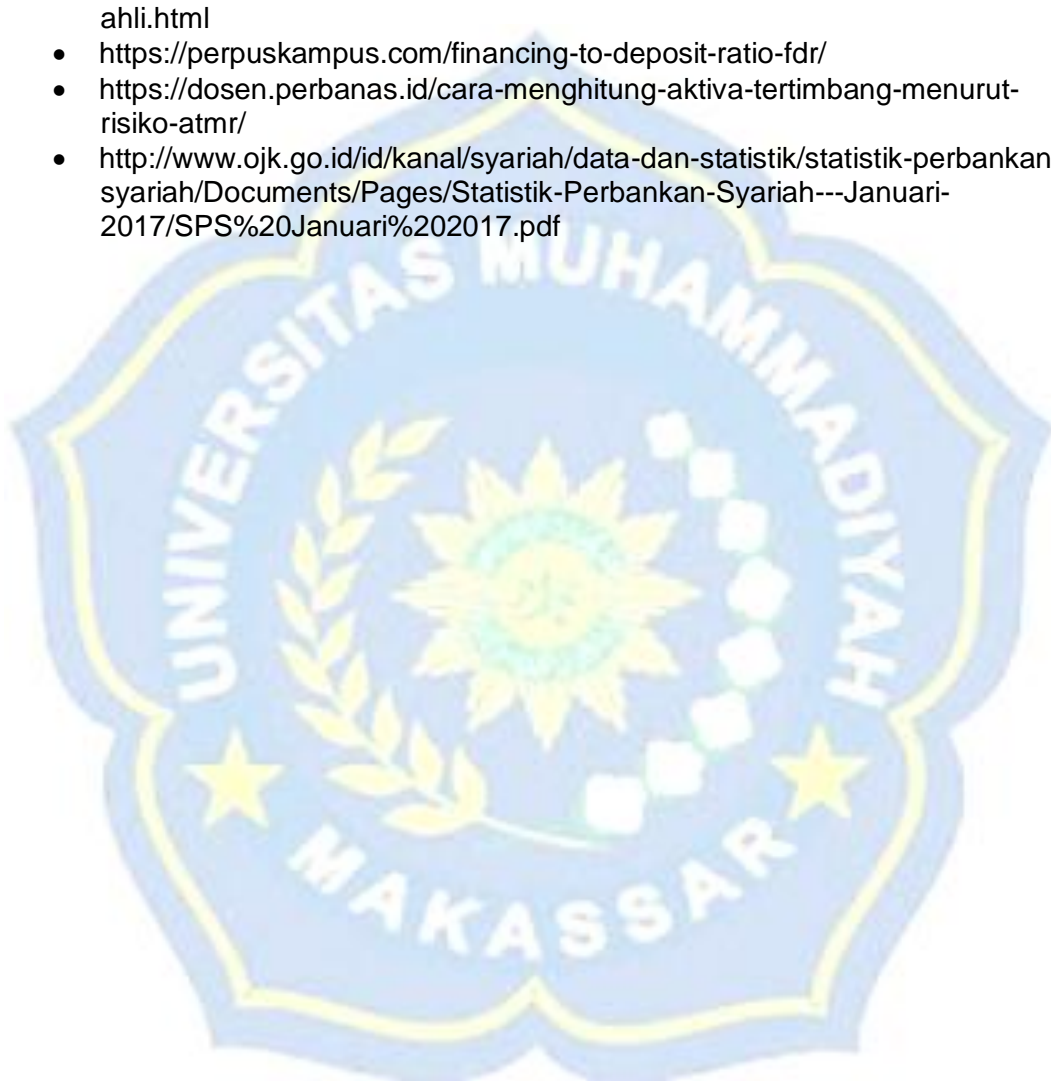 ahli.html
• https://perpuskampus.com/financing-to-deposit-ratio-fdr/
• https://dosen.perbanas.id/cara-menghitung-aktiva-tertimbang-menurut-
risiko-atmr/
• http://www.ojk.go.id/id/kanal/syariah/data-dan-statistik/statistik-perbankan
syariah/Documents/Pages/Statistik-Perbankan-Syariah---Januari-
2017/SPS%20Januari%202017.pdf
UNIVERSITAS MUHAMMADIYAH
MAKASSAR